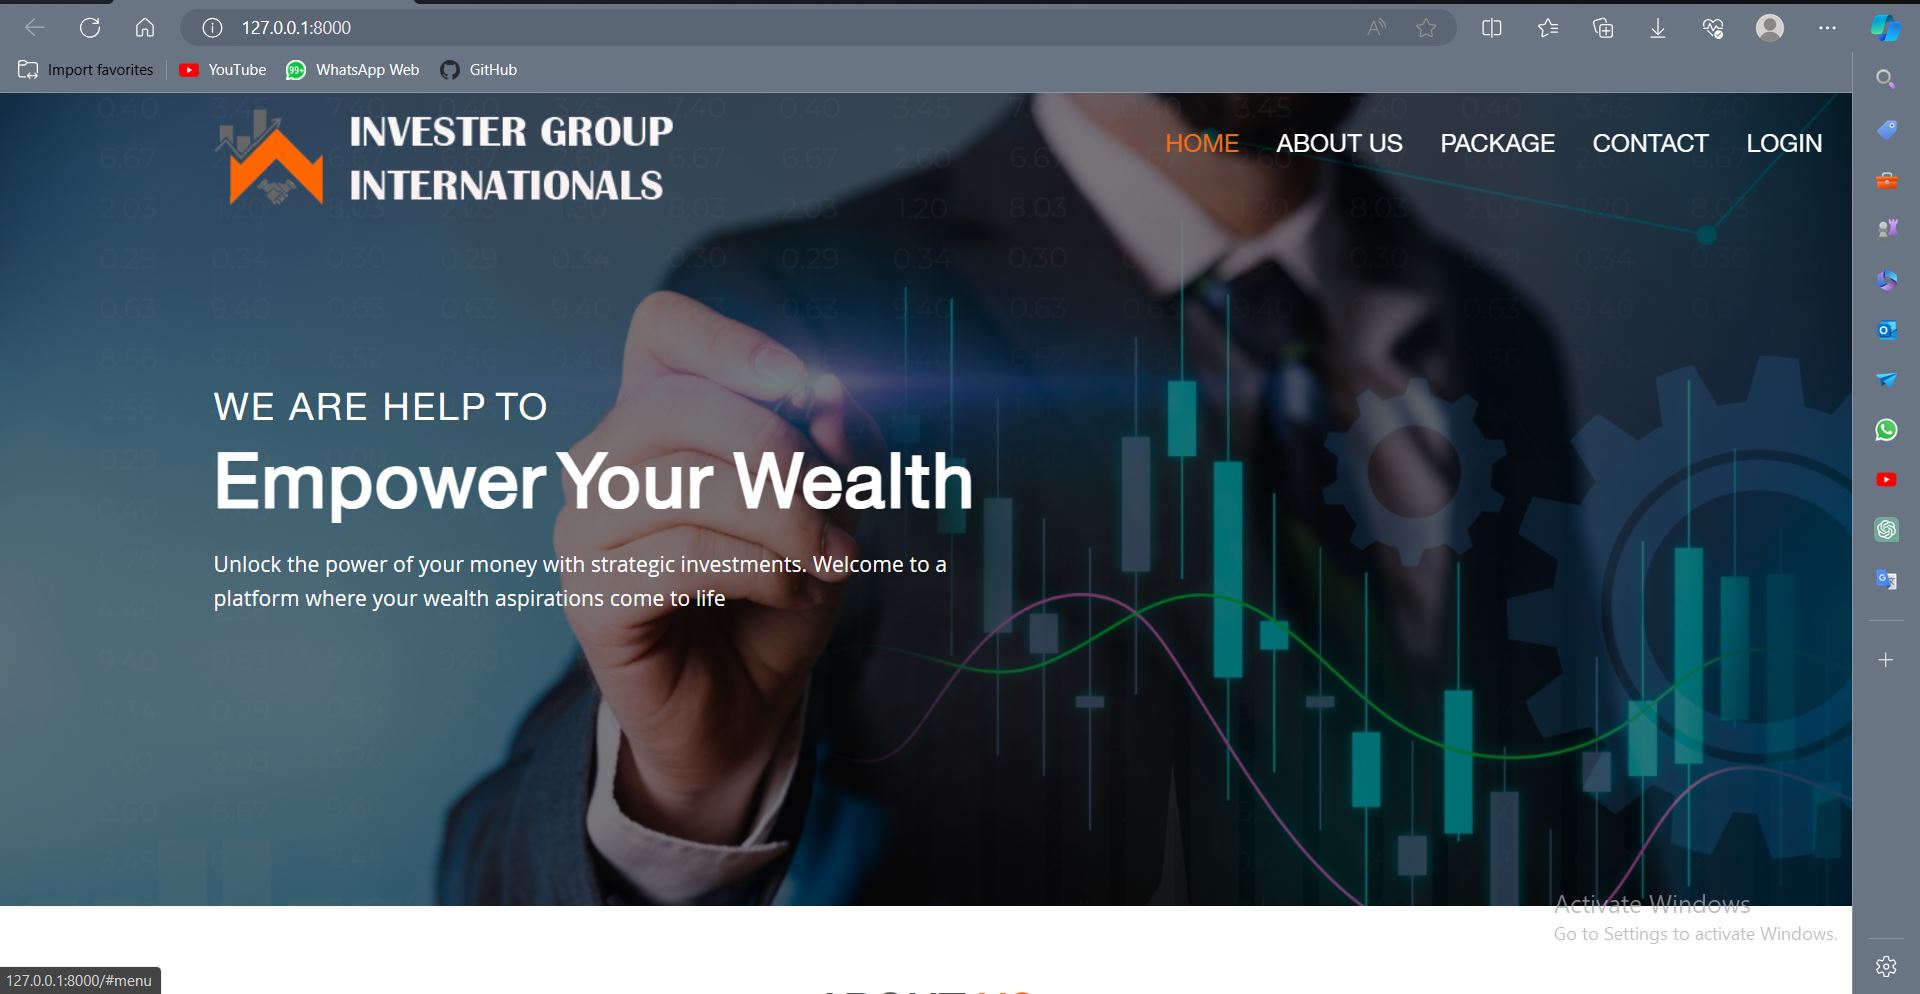 127.0.0.1:8000
Import favorites
YouTube
99+
WhatsApp Web
GitHub
INVESTER GROUP
INTERNATIONALS
HOME
ABOUT US
PACKAGE
CONTACT
LOGIN
WE ARE HELP TO
Empower Your Wealth
Unlock the power of your money with strategic investments. Welcome to a
platform where your wealth aspirations come to life
Activate Windows
Go to Settings to activate Windows.
127.0.0.1:8000/#menu
ABOUT US